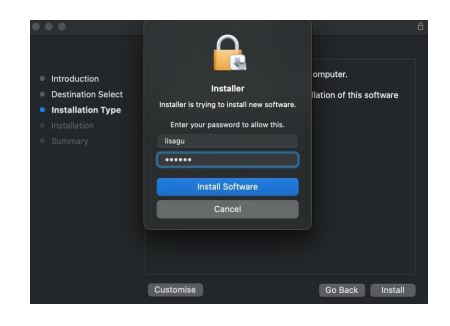 Introduction
Destination Select
Installation Type
Installation
Summary
omputer.
llation of this software
Installer
Installer is trying to install new software.
Enter your password to allow this.
lisagu
••••••
Install Software
Cancel
Customise
Go Back
Install